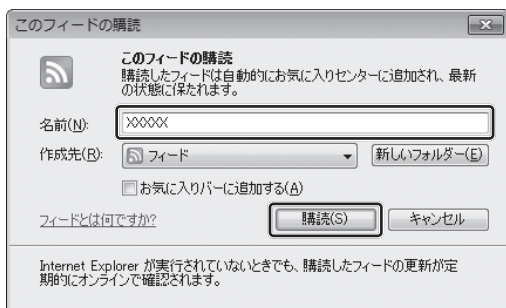 このフィードの購読
このフィードの購読
購読したフィードは自動的にお気に入りセンターに追加され、最新
の状態に保たれます。
名前(N): XXXXX
作成先(R): フィード 新しいフォルダー(E)
お気に入りバーに追加する(A)
フィードとは何ですか? 購読(S) キャンセル
Internet Explorer が実行されていないときでも、購読したフィードの更新が定
期的にオンラインで確認されます。